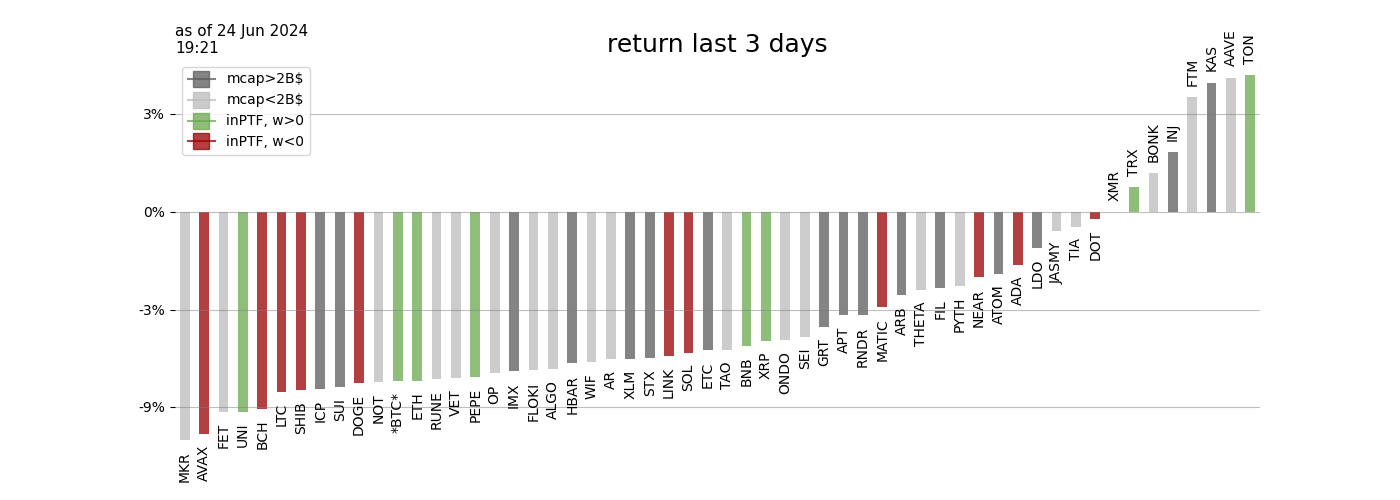 as of 24 Jun 2024
19:21
return last 3 days
mcap>2B$
mcap<2B$
inPTF, w>0
inPTF, w<0
3%
0%
-3%
-9%
MKR
AVAX
FET
UNI
BCH
LTC
SHIB
ICP
SUI
DOGE
NOT
*BTC*
ETH
RUNE
VET
PEPE
OP
IMX
FLOKI
ALGO
HBAR
WIF
AR
XLM
STX
LINK
SOL
ETC
TAO
BNB
XRP
ONDO
SEI
GRT
APT
RNDR
MATIC
ARB
THETA
FIL
PYTH
NEAR
ATOM
ADA
LDO
JASMY
TIA
DOT
XMR
TRX
BONK
INJ
FTM
KAS
AAVE
TON